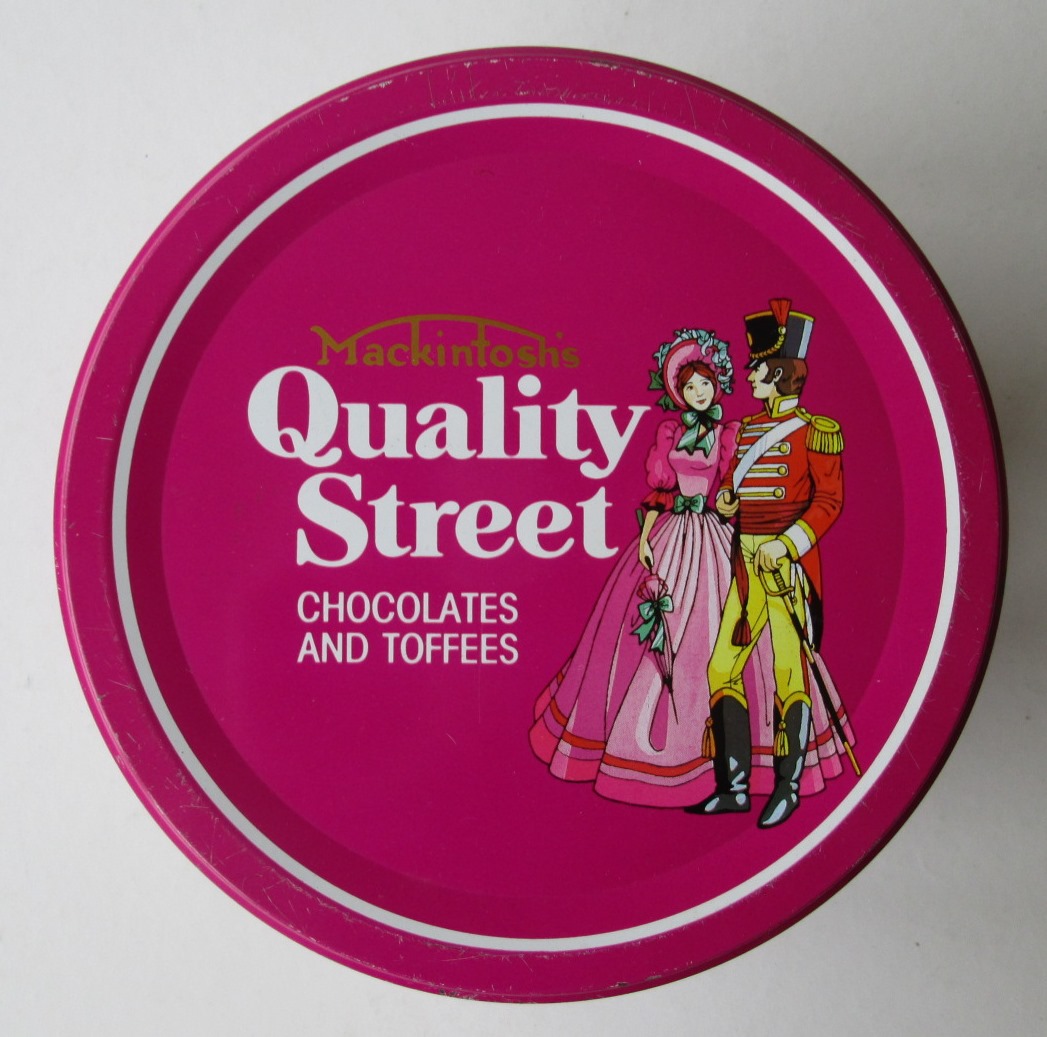 Mackintosh's
Quality
Street
CHOCOLATES
AND TOFFEES